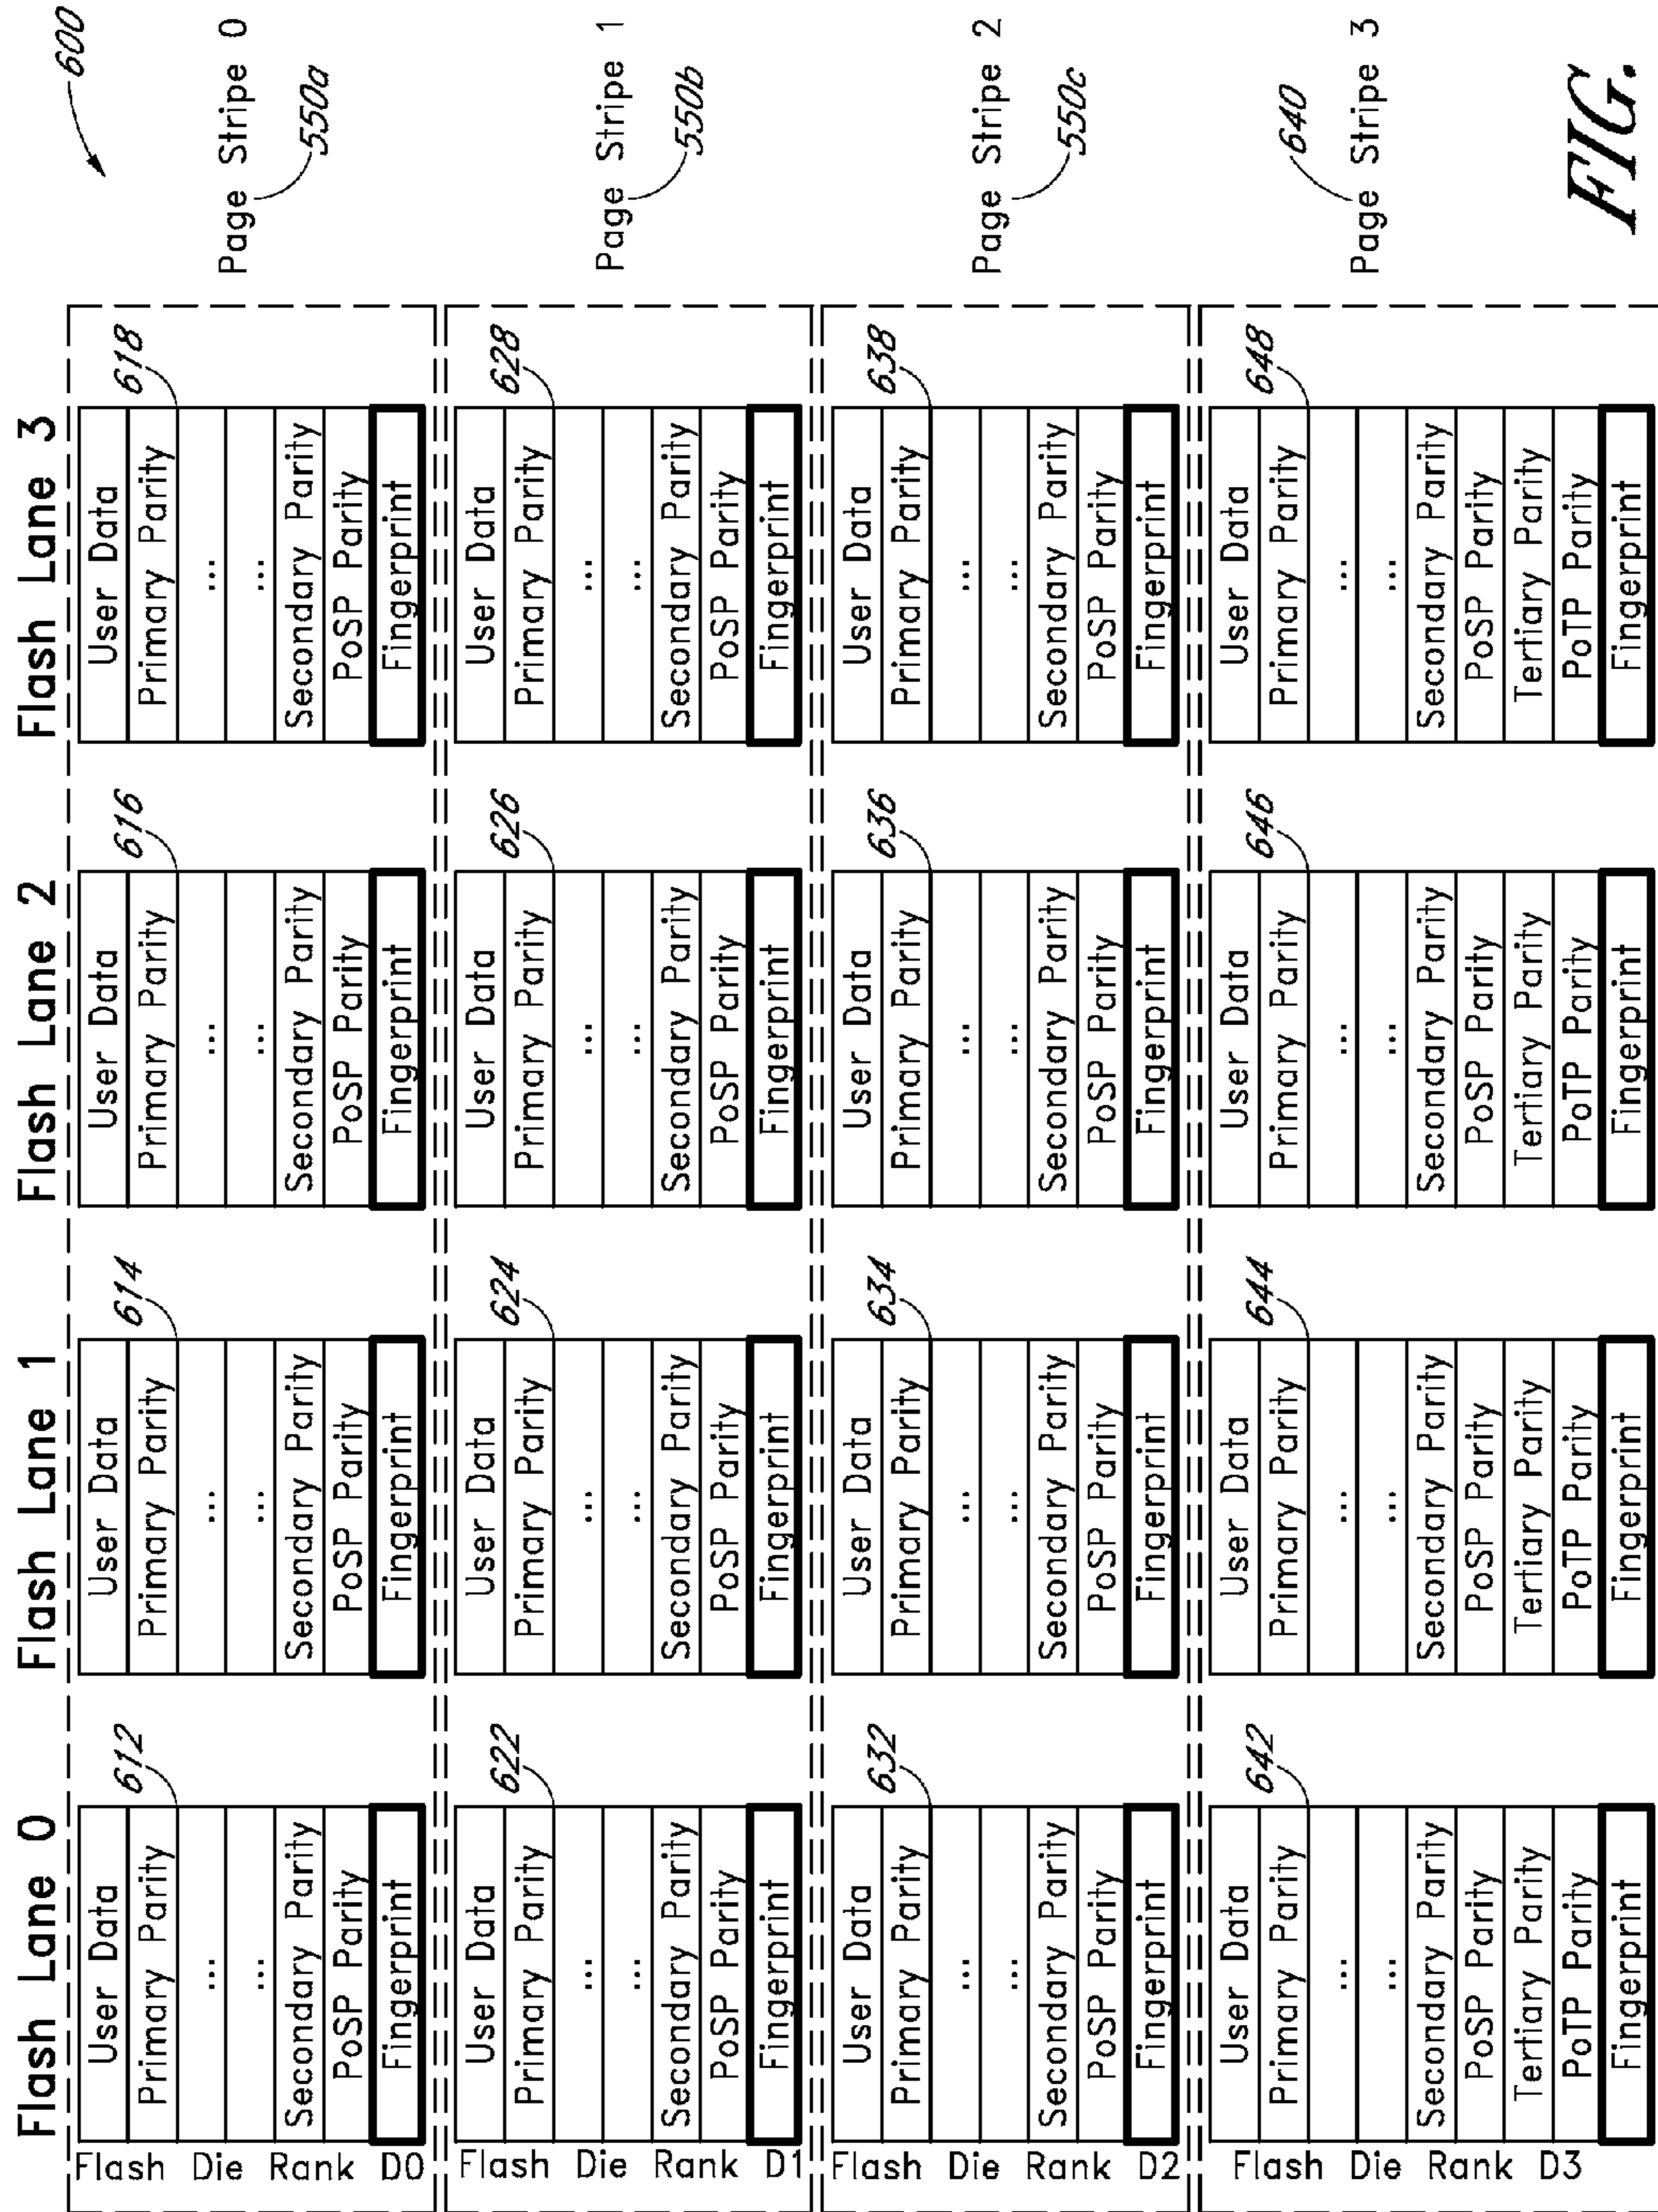 600
Flash Lane 0 Flash Lane 1 Flash Lane 2 Flash Lane 3
Flash Die Rank D0
612 614 616 618
User Data User Data User Data User Data
Primary Parity Primary Parity Primary Parity Primary Parity
... ... ... ...
... ... ... ...
Secondary Parity Secondary Parity Secondary Parity Secondary Parity
PoSP Parity PoSP Parity PoSP Parity PoSP Parity
Fingerprint Fingerprint Fingerprint Fingerprint
Page Stripe 0
550a
Flash Die Rank D1
622 624 626 628
User Data User Data User Data User Data
Primary Parity Primary Parity Primary Parity Primary Parity
... ... ... ...
... ... ... ...
Secondary Parity Secondary Parity Secondary Parity Secondary Parity
PoSP Parity PoSP Parity PoSP Parity PoSP Parity
Fingerprint Fingerprint Fingerprint Fingerprint
Page Stripe 1
550b
Flash Die Rank D2
632 634 636 638
User Data User Data User Data User Data
Primary Parity Primary Parity Primary Parity Primary Parity
... ... ... ...
... ... ... ...
Secondary Parity Secondary Parity Secondary Parity Secondary Parity
PoSP Parity PoSP Parity PoSP Parity PoSP Parity
Fingerprint Fingerprint Fingerprint Fingerprint
Page Stripe 2
550c
Flash Die Rank D3
642 644 646 648
User Data User Data User Data User Data
Primary Parity Primary Parity Primary Parity Primary Parity
... ... ... ...
... ... ... ...
Secondary Parity Secondary Parity Secondary Parity Secondary Parity
PoSP Parity PoSP Parity PoSP Parity PoSP Parity
Tertiary Parity Tertiary Parity Tertiary Parity Tertiary Parity
PoTP Parity PoTP Parity PoTP Parity PoTP Parity
Fingerprint Fingerprint Fingerprint Fingerprint
640
Page Stripe 3
FIG.